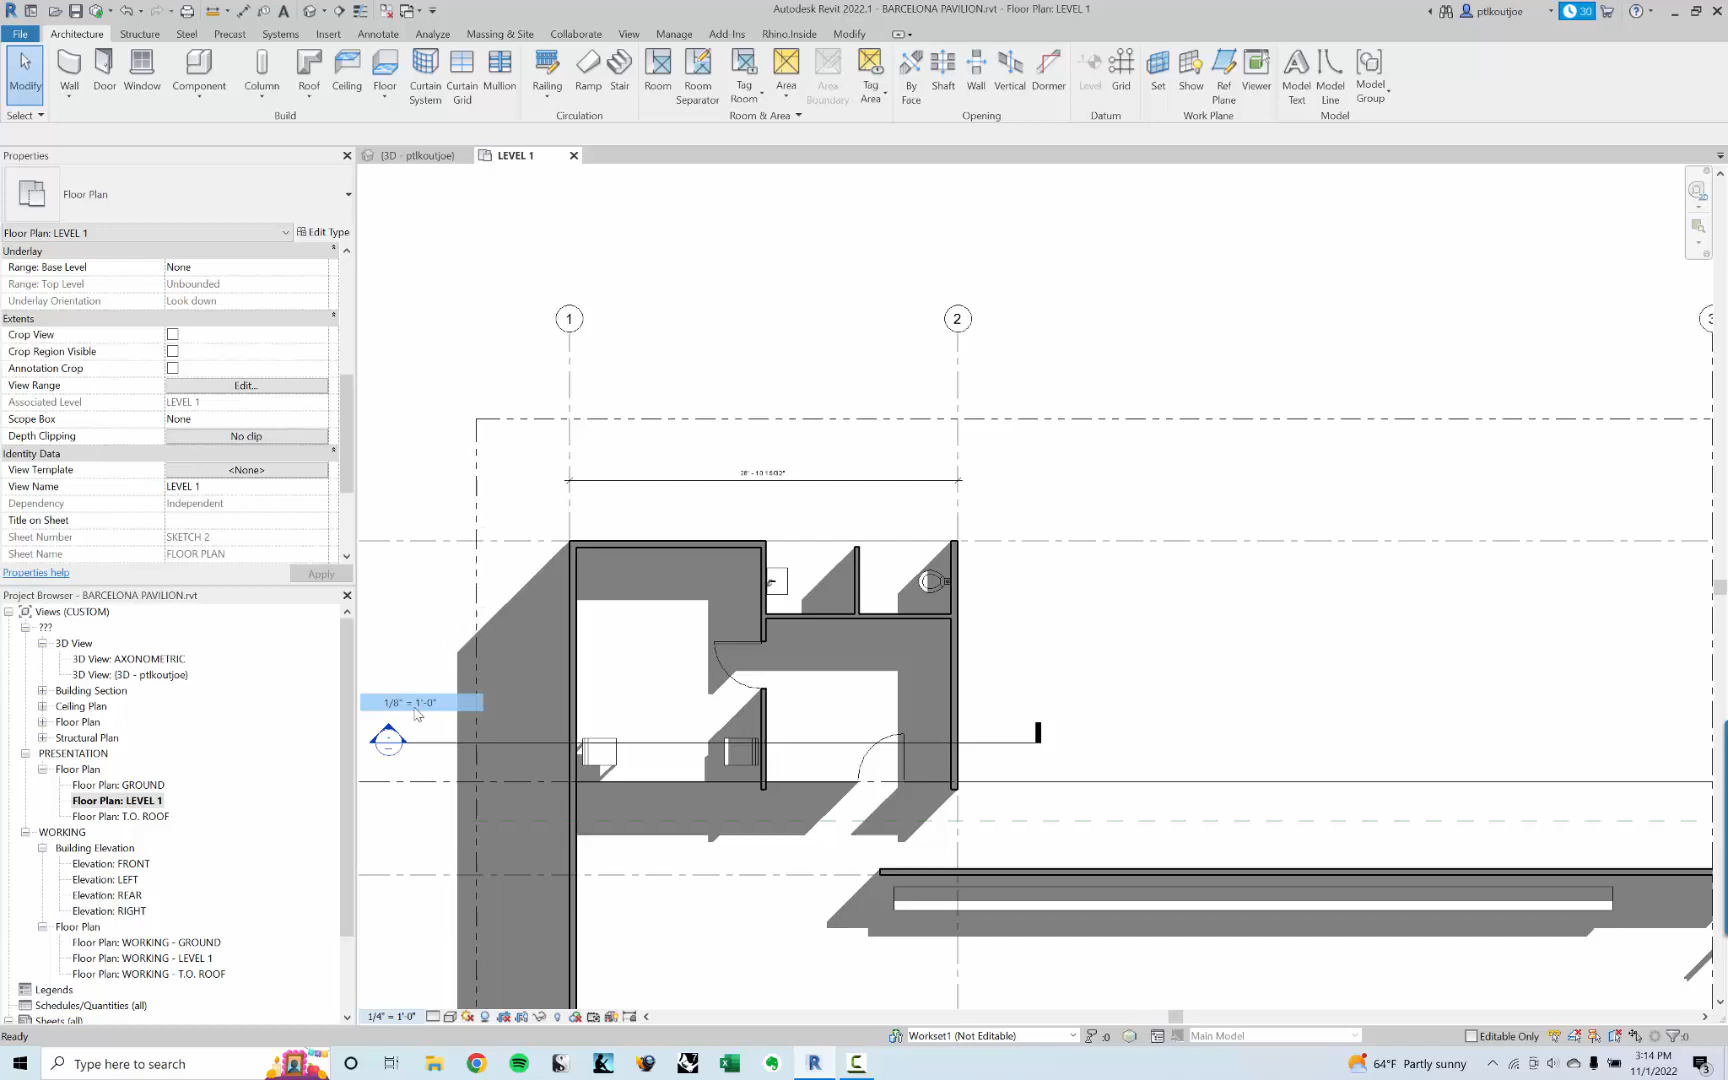 Autodesk Revit 2022.1 - BARCELONA PAVILION.rvt - Floor Plan: LEVEL 1
ptlkoutjoe
30
File Architecture Structure Steel Precast Systems Insert Annotate Analyze Massing & Site Collaborate View Manage Add-Ins Rhino.Inside Modify
Modify Wall Door Window Component Column Roof Ceiling Floor Curtain System Curtain Grid Mullion Railing Ramp Stair Room Room Separator Tag Room Area Area Boundary Tag Area By Face Shaft Wall Vertical Dormer Level Grid Set Show Ref Plane Viewer Model Text Model Line Model Group
Select Build Circulation Room & Area Opening Datum Work Plane Model
Properties
{3D - ptlkoutjoe}
LEVEL 1
Floor Plan
Floor Plan: LEVEL 1
Edit Type
Underlay
Range: Base Level None
Range: Top Level Unbounded
Underlay Orientation Look down
Extents
Crop View
Crop Region Visible
Annotation Crop
View Range Edit...
Associated Level LEVEL 1
Scope Box None
Depth Clipping No clip
Identity Data
View Template <None>
View Name LEVEL 1
Dependency Independent
Title on Sheet
Sheet Number SKETCH 2
Sheet Name FLOOR PLAN
Properties help
Apply
Project Browser - BARCELONA PAVILION.rvt
Views (CUSTOM)
???
3D View
3D View: AXONOMETRIC
3D View: {3D - ptlkoutjoe}
Building Section
Ceiling Plan
Floor Plan
Structural Plan
PRESENTATION
Floor Plan
Floor Plan: GROUND
Floor Plan: LEVEL 1
Floor Plan: T.O. ROOF
WORKING
Building Elevation
Elevation: FRONT
Elevation: LEFT
Elevation: REAR
Elevation: RIGHT
Floor Plan
Floor Plan: WORKING - GROUND
Floor Plan: WORKING - LEVEL 1
Floor Plan: WORKING - T.O. ROOF
Legends
Schedules/Quantities (all)
Sheets (all)
1
2
3
1/8" = 1'-0"
1/4" = 1'-0"
Ready
Workset1 (Not Editable)
:0
Main Model
Editable Only
:0
Type here to search
64°F Partly sunny
3:14 PM
11/1/2022
3